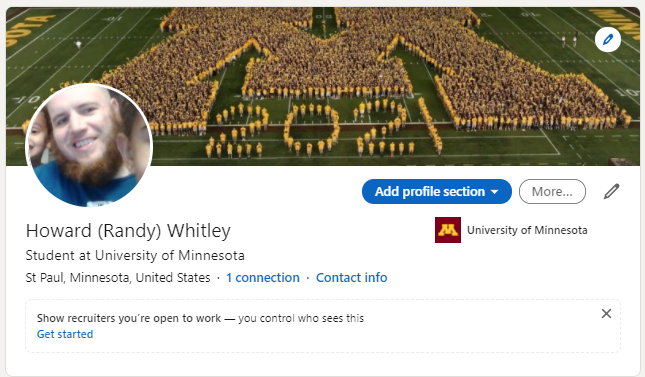 Add profile section
More...
Howard (Randy) Whitley
University of Minnesota
Student at University of Minnesota
St Paul, Minnesota, United States · 1 connection · Contact info
Show recruiters you're open to work — you control who sees this
Get started